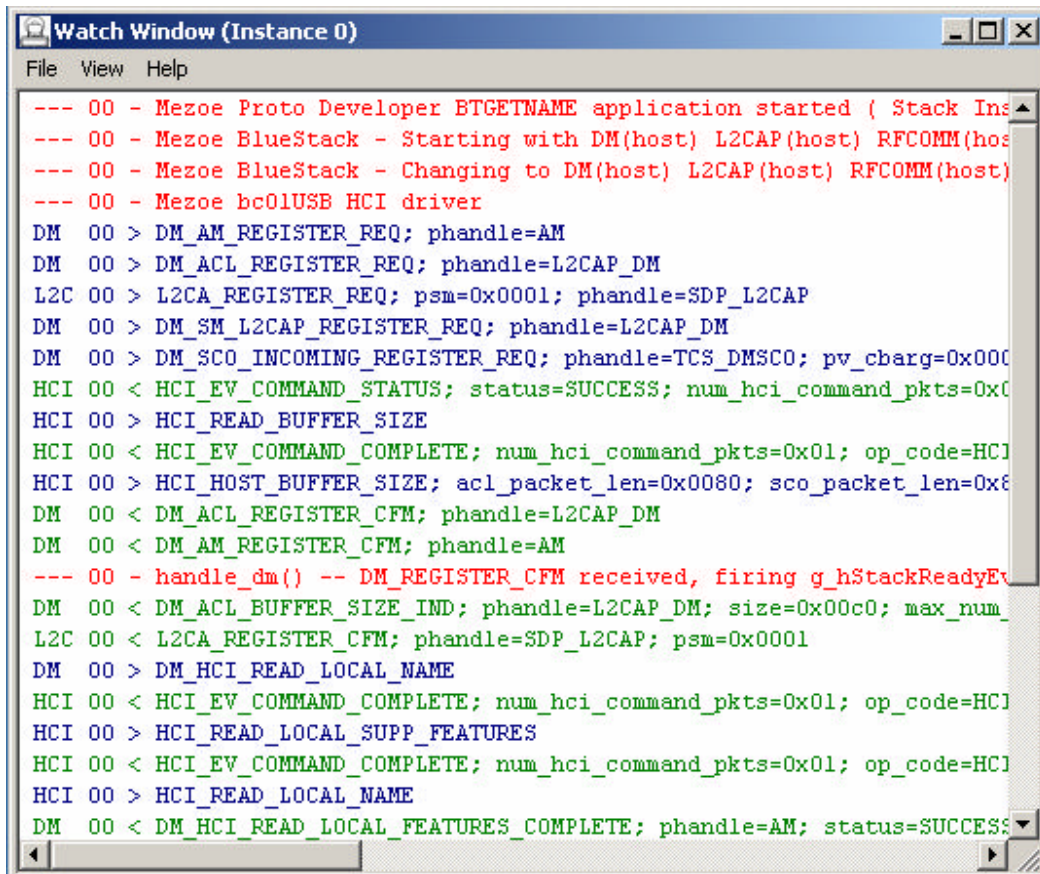 Watch Window (Instance 0)
File View Help
--- 00 - Mezoe Proto Developer BTGETNAME application started ( Stack Ins
--- 00 - Mezoe BlueStack - Starting with DM(host) L2CAP(host) RFCOMM(hos
--- 00 - Mezoe BlueStack - Changing to DM(host) L2CAP(host) RFCOMM(host)
--- 00 - Mezoe bc01USB HCI driver
DM 00 > DM_AM_REGISTER_REQ; phandle=AM
DM 00 > DM_ACL_REGISTER_REQ; phandle=L2CAP_DM
L2C 00 > L2CA_REGISTER_REQ; psm=0x0001; phandle=SDP_L2CAP
DM 00 > DM_SM_L2CAP_REGISTER_REQ; phandle=L2CAP_DM
DM 00 > DM_SCO_INCOMING_REGISTER_REQ; phandle=TCS_DMSCO; pv_cbarg=0x000
HCI 00 < HCI_EV_COMMAND_STATUS; status=SUCCESS; num_hci_command_pkts=0x0
HCI 00 > HCI_READ_BUFFER_SIZE
HCI 00 < HCI_EV_COMMAND_COMPLETE; num_hci_command_pkts=0x01; op_code=HCI
HCI 00 > HCI_HOST_BUFFER_SIZE; acl_packet_len=0x0080; sco_packet_len=0x8
DM 00 < DM_ACL_REGISTER_CFM; phandle=L2CAP_DM
DM 00 < DM_AM_REGISTER_CFM; phandle=AM
--- 00 - handle_dm() -- DM_REGISTER_CFM received, firing g_hStackReadyEv
DM 00 < DM_ACL_BUFFER_SIZE_IND; phandle=L2CAP_DM; size=0x00c0; max_num_
L2C 00 < L2CA_REGISTER_CFM; phandle=SDP_L2CAP; psm=0x0001
DM 00 > DM_HCI_READ_LOCAL_NAME
HCI 00 < HCI_EV_COMMAND_COMPLETE; num_hci_command_pkts=0x01; op_code=HCI
HCI 00 > HCI_READ_LOCAL_SUPP_FEATURES
HCI 00 < HCI_EV_COMMAND_COMPLETE; num_hci_command_pkts=0x01; op_code=HCI
HCI 00 > HCI_READ_LOCAL_NAME
DM 00 < DM_HCI_READ_LOCAL_FEATURES_COMPLETE; phandle=AM; status=SUCCESS